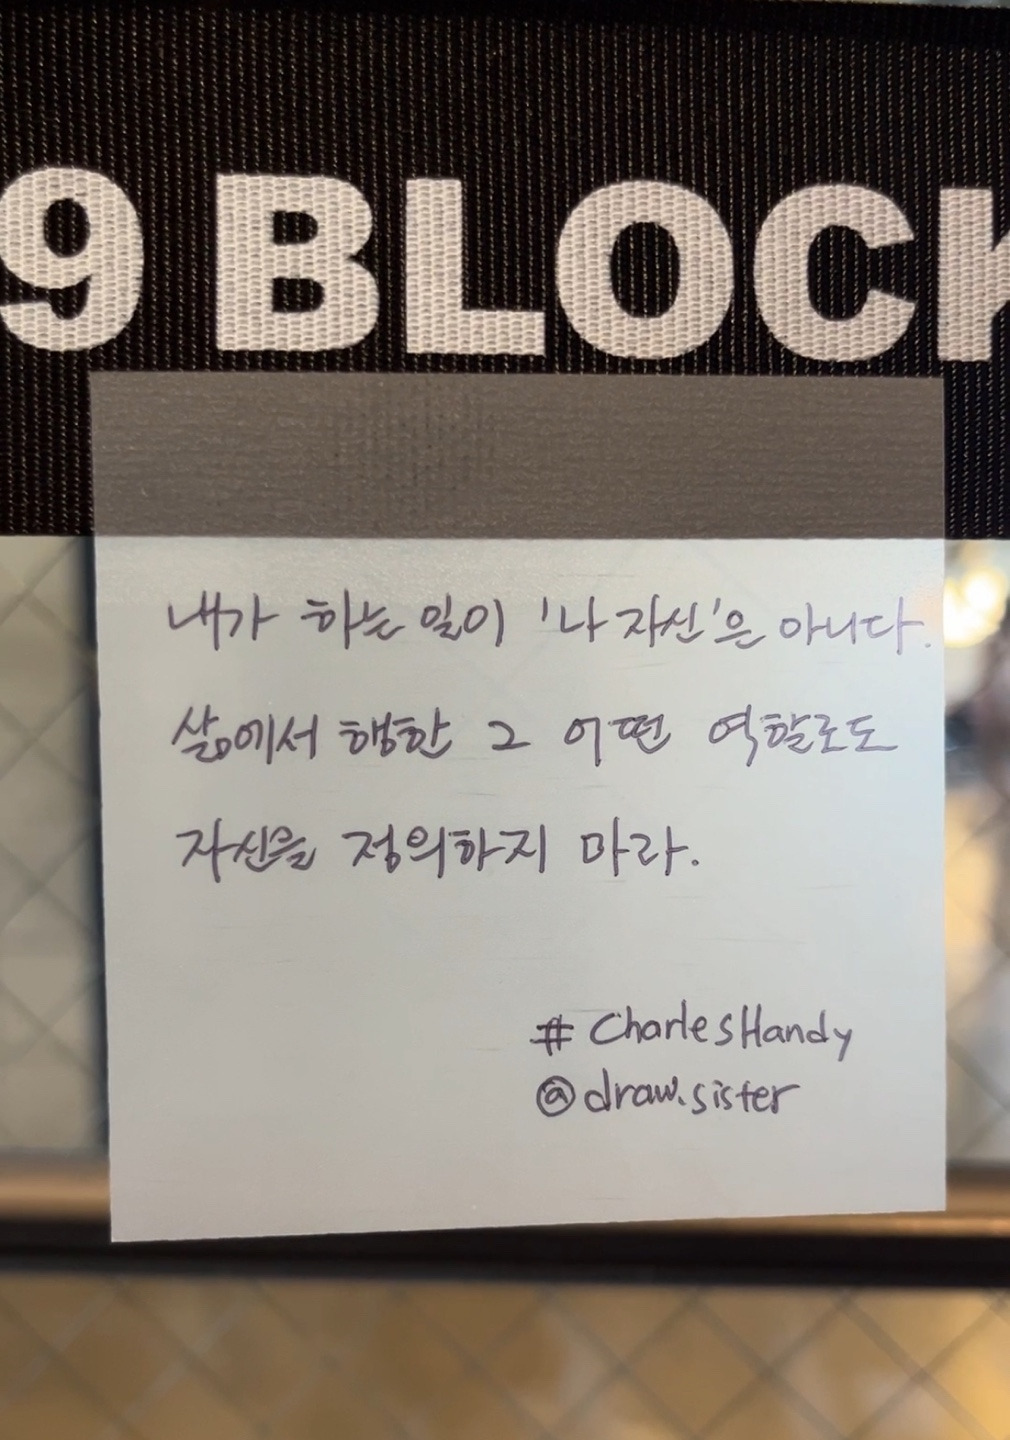 9 BLOCK
내가 하는 일이 '나 자신'은 아니다.
삶에서 행한 그 어떤 역할로도
자신을 정의하지 마라.
# CharlesHandy
@draw.sister